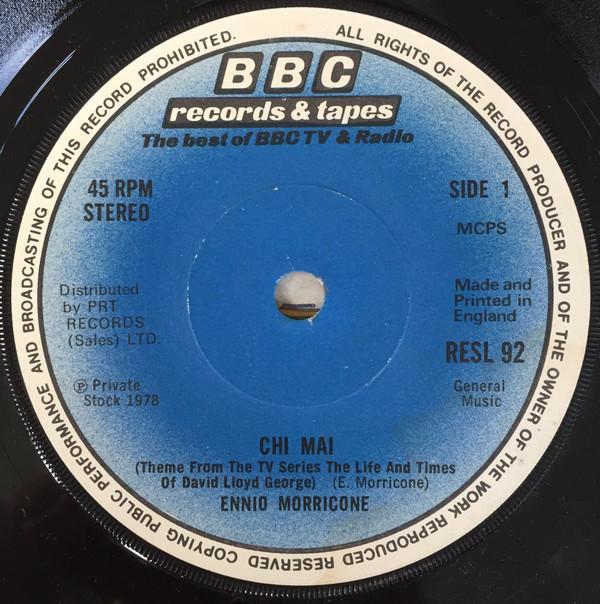 ALL RIGHTS OF THE RECORD PRODUCER AND OF THE OWNER OF THE WORK REPRODUCED RESERVED COPYING PUBLIC PERFORMANCE AND BROADCASTING OF THIS RECORD PROHIBITED.
BBC
records & tapes
The best of BBC TV & Radio
45 RPM
STEREO
SIDE 1
MCPS
Distributed
by PRT
RECORDS
(Sales) LTD.
Made and
Printed in
England
RESL 92
℗ Private
Stock 1978
General
Music
CHI MAI
(Theme From The TV Series The Life And Times
Of David Lloyd George) (E. Morricone)
ENNIO MORRICONE